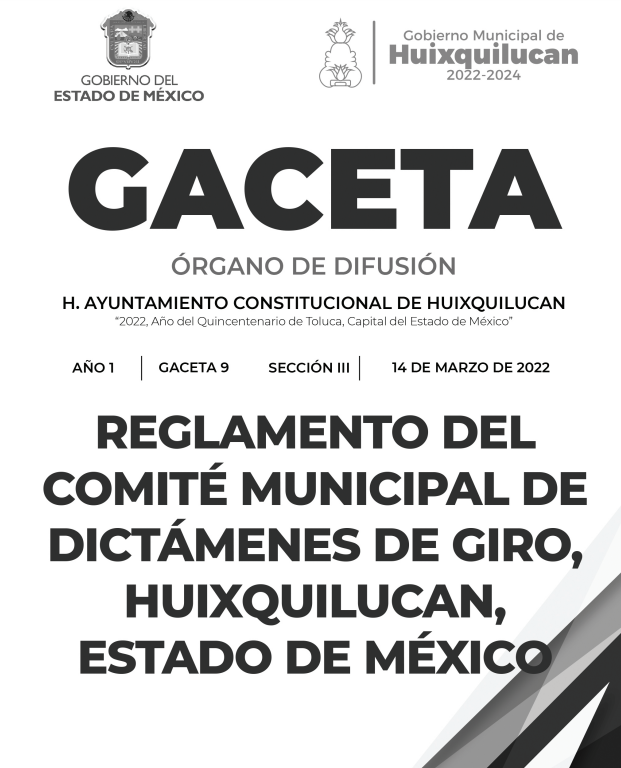 GOBIERNO DEL
ESTADO DE MÉXICO
Gobierno Municipal de
Huixquilucan
2022-2024
GACETA
ÓRGANO DE DIFUSIÓN
H. AYUNTAMIENTO CONSTITUCIONAL DE HUIXQUILUCAN
“2022, Año del Quincentenario de Toluca, Capital del Estado de México”
AÑO 1 | GACETA 9 SECCIÓN III | 14 DE MARZO DE 2022
REGLAMENTO DEL
COMITÉ MUNICIPAL DE
DICTÁMENES DE GIRO,
HUIXQUILUCAN,
ESTADO DE MÉXICO